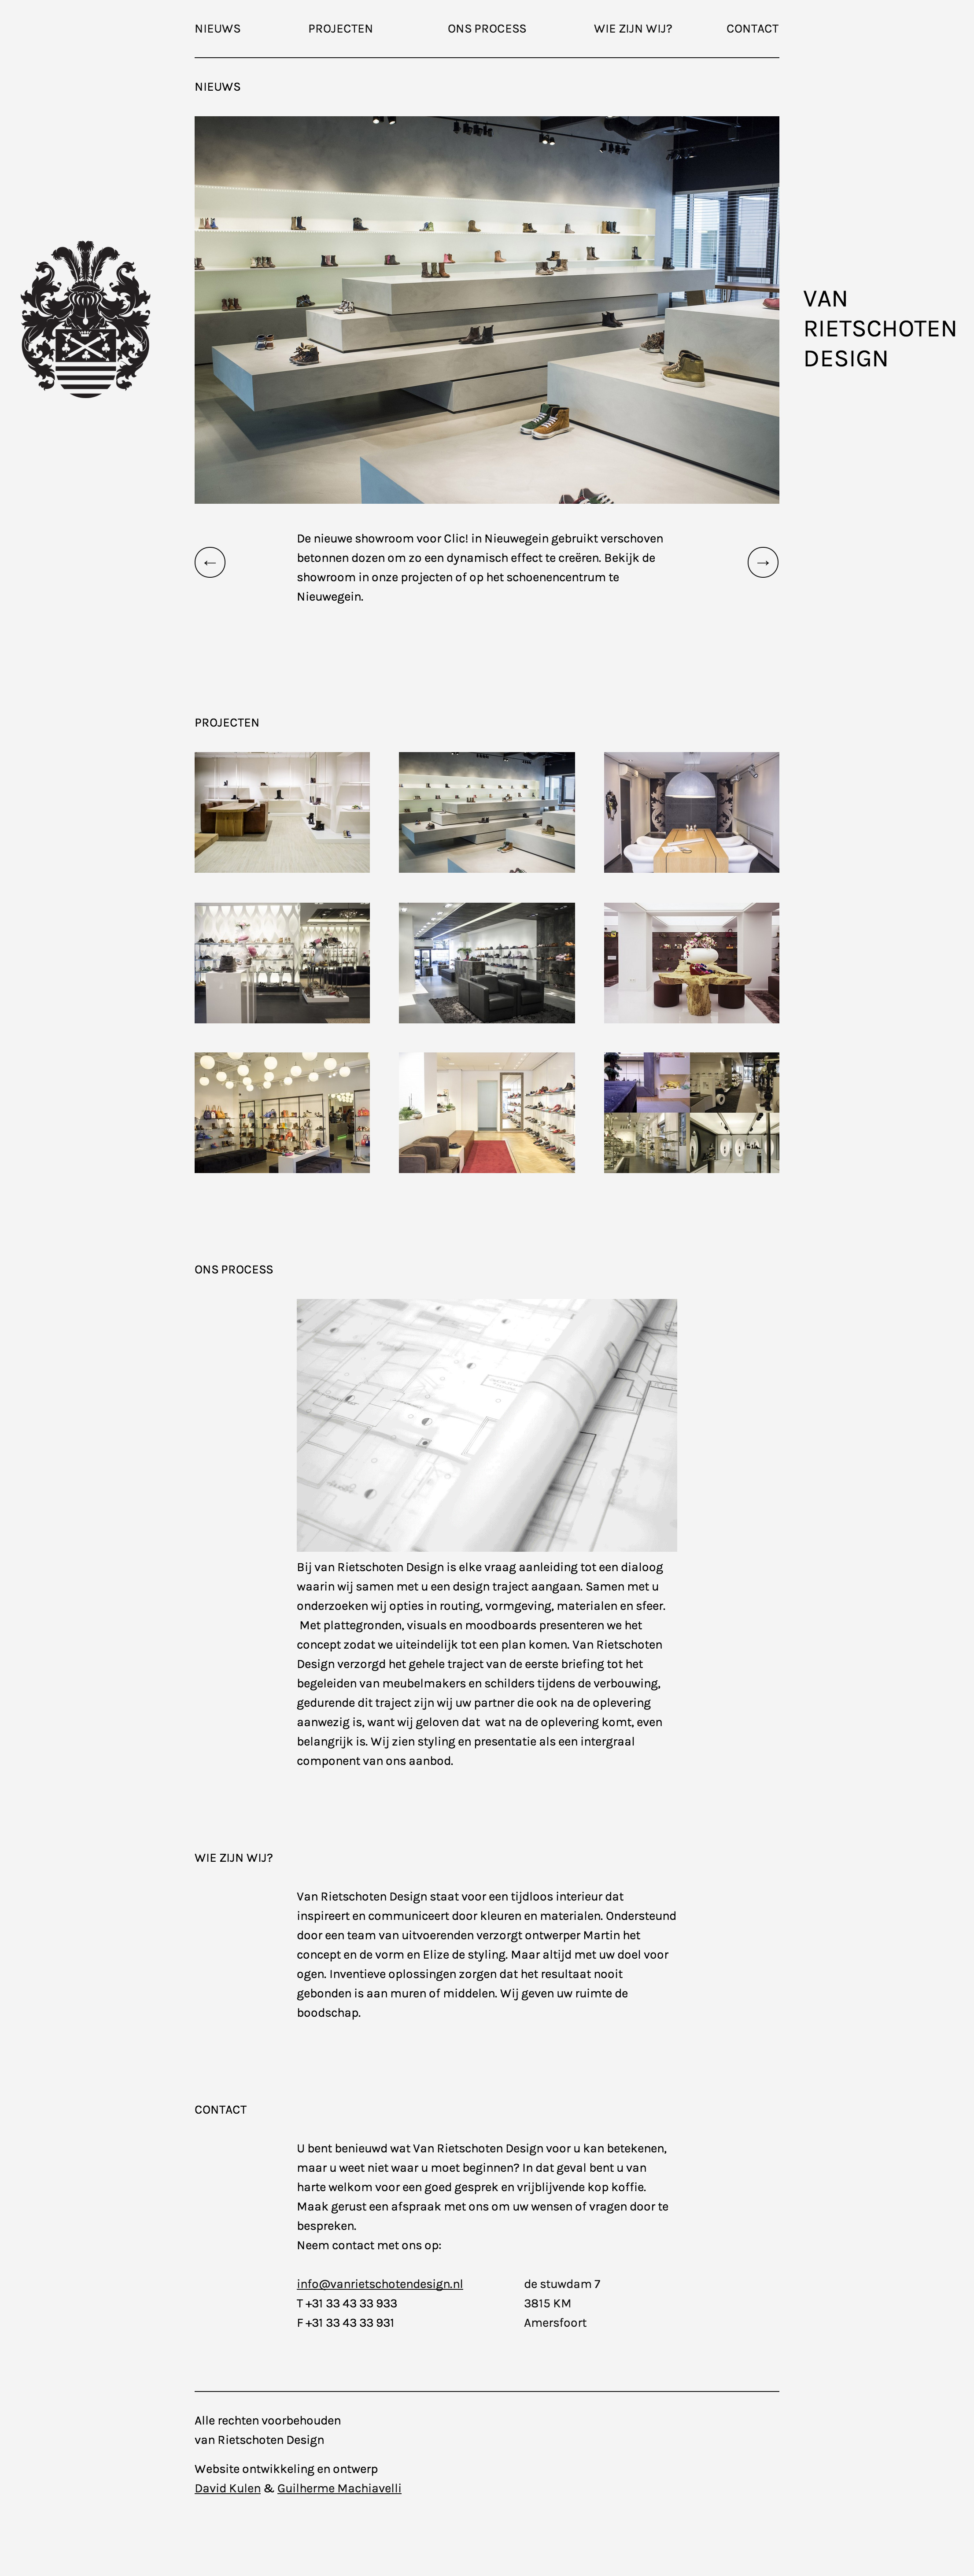 NIEUWS PROJECTEN ONS PROCESS WIE ZIJN WIJ? CONTACT
NIEUWS
VAN
RIETSCHOTEN
DESIGN
De nieuwe showroom voor Clic! in Nieuwegein gebruikt verschoven
betonnen dozen om zo een dynamisch effect te creëren. Bekijk de
showroom in onze projecten of op het schoenencentrum te
Nieuwegein.
PROJECTEN
ONS PROCESS
Bij van Rietschoten Design is elke vraag aanleiding tot een dialoog
waarin wij samen met u een design traject aangaan. Samen met u
onderzoeken wij opties in routing, vormgeving, materialen en sfeer.
Met plattegronden, visuals en moodboards presenteren we het
concept zodat we uiteindelijk tot een plan komen. Van Rietschoten
Design verzorgd het gehele traject van de eerste briefing tot het
begeleiden van meubelmakers en schilders tijdens de verbouwing,
gedurende dit traject zijn wij uw partner die ook na de oplevering
aanwezig is, want wij geloven dat wat na de oplevering komt, even
belangrijk is. Wij zien styling en presentatie als een intergraal
component van ons aanbod.
WIE ZIJN WIJ?
Van Rietschoten Design staat voor een tijdloos interieur dat
inspireert en communiceert door kleuren en materialen. Ondersteund
door een team van uitvoerenden verzorgt ontwerper Martin het
concept en de vorm en Elize de styling. Maar altijd met uw doel voor
ogen. Inventieve oplossingen zorgen dat het resultaat nooit
gebonden is aan muren of middelen. Wij geven uw ruimte de
boodschap.
CONTACT
U bent benieuwd wat Van Rietschoten Design voor u kan betekenen,
maar u weet niet waar u moet beginnen? In dat geval bent u van
harte welkom voor een goed gesprek en vrijblijvende kop koffie.
Maak gerust een afspraak met ons om uw wensen of vragen door te
bespreken.
Neem contact met ons op:
info@vanrietschotendesign.nl
T +31 33 43 33 933
F +31 33 43 33 931
de stuwdam 7
3815 KM
Amersfoort
Alle rechten voorbehouden
van Rietschoten Design
Website ontwikkeling en ontwerp
David Kulen & Guilherme Machiavelli